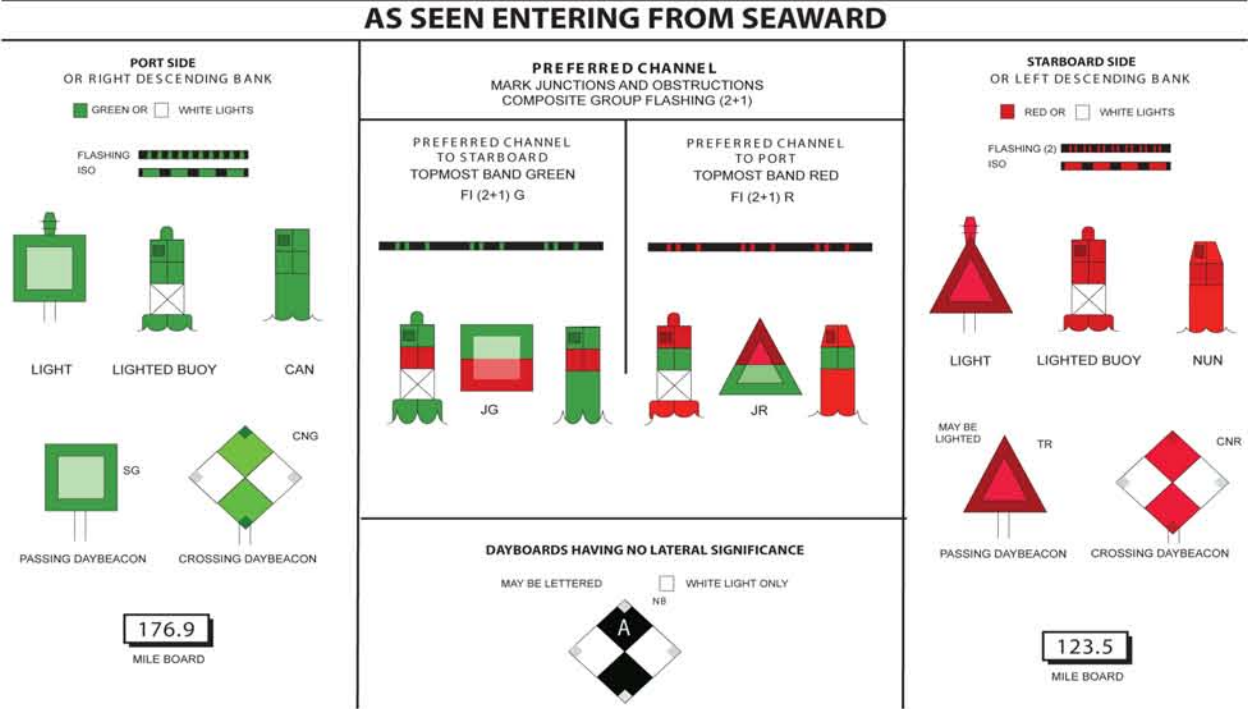 AS SEEN ENTERING FROM SEAWARD
PORT SIDE
OR RIGHT DESCENDING BANK
GREEN OR WHITE LIGHTS
FLASHING
ISO
LIGHT
LIGHTED BUOY
CAN
SG
CNG
PASSING DAYBEACON
CROSSING DAYBEACON
176.9
MILE BOARD
PREFERRED CHANNEL
MARK JUNCTIONS AND OBSTRUCTIONS
COMPOSITE GROUP FLASHING (2+1)
PREFERRED CHANNEL
TO STARBOARD
TOPMOST BAND GREEN
FI (2+1) G
JG
PREFERRED CHANNEL
TO PORT
TOPMOST BAND RED
FI (2+1) R
JR
DAYBOARDS HAVING NO LATERAL SIGNIFICANCE
MAY BE LETTERED
WHITE LIGHT ONLY
NB
A
STARBOARD SIDE
OR LEFT DESCENDING BANK
RED OR WHITE LIGHTS
FLASHING (2)
ISO
LIGHT
LIGHTED BUOY
NUN
MAY BE
LIGHTED
TR
CNR
PASSING DAYBEACON
CROSSING DAYBEACON
123.5
MILE BOARD